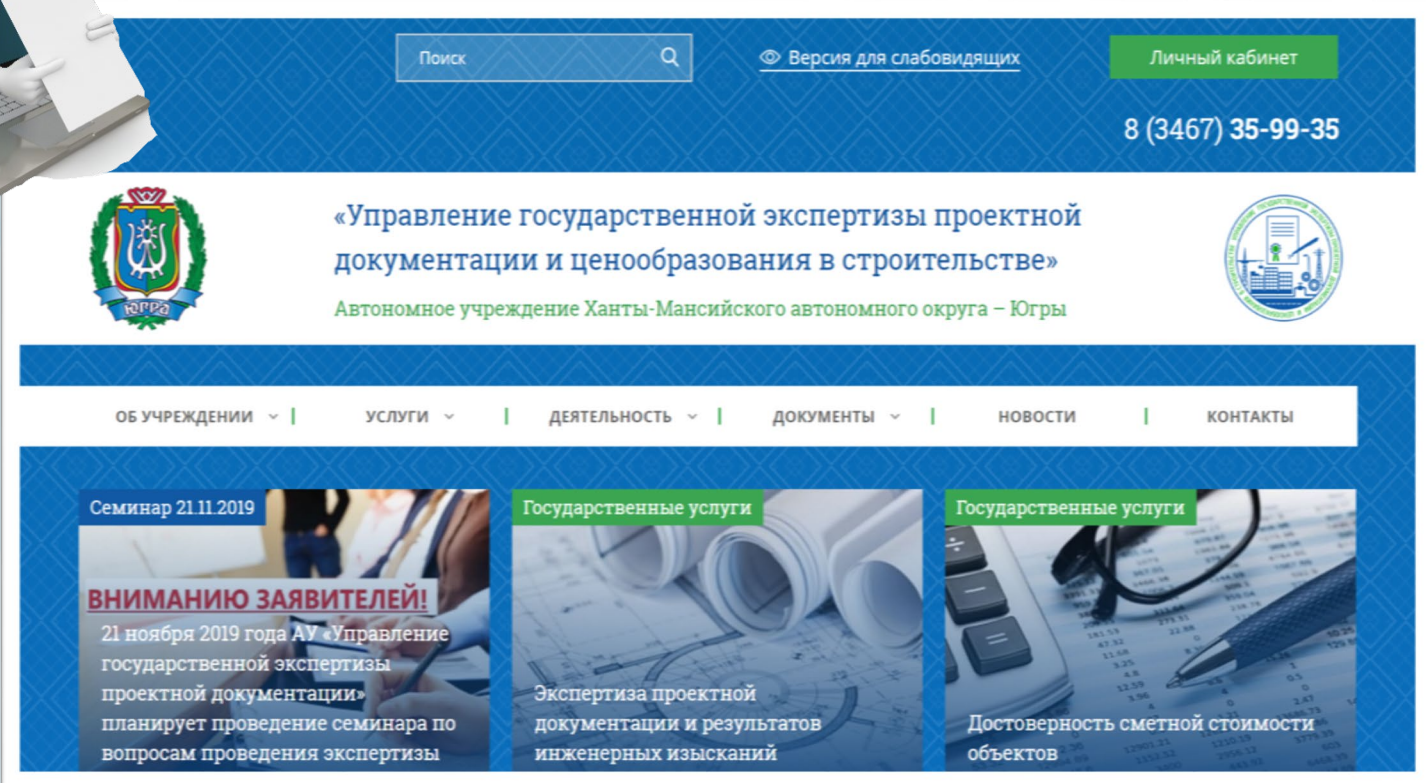 Поиск
Версия для слабовидящих
Личный кабинет
8 (3467) 35-99-35
ЮГРА
«Управление государственной экспертизы проектной
документации и ценообразования в строительстве»
Автономное учреждение Ханты-Мансийского автономного округа – Югры
ОБ УЧРЕЖДЕНИИ
УСЛУГИ
ДЕЯТЕЛЬНОСТЬ
ДОКУМЕНТЫ
НОВОСТИ
КОНТАКТЫ
Семинар 21.11.2019
ВНИМАНИЮ ЗАЯВИТЕЛЕЙ!
21 ноября 2019 года АУ «Управление
государственной экспертизы
проектной документации»
планирует проведение семинара по
вопросам проведения экспертизы
Государственные услуги
Экспертиза проектной
документации и результатов
инженерных изысканий
Государственные услуги
Достоверность сметной стоимости
объектов